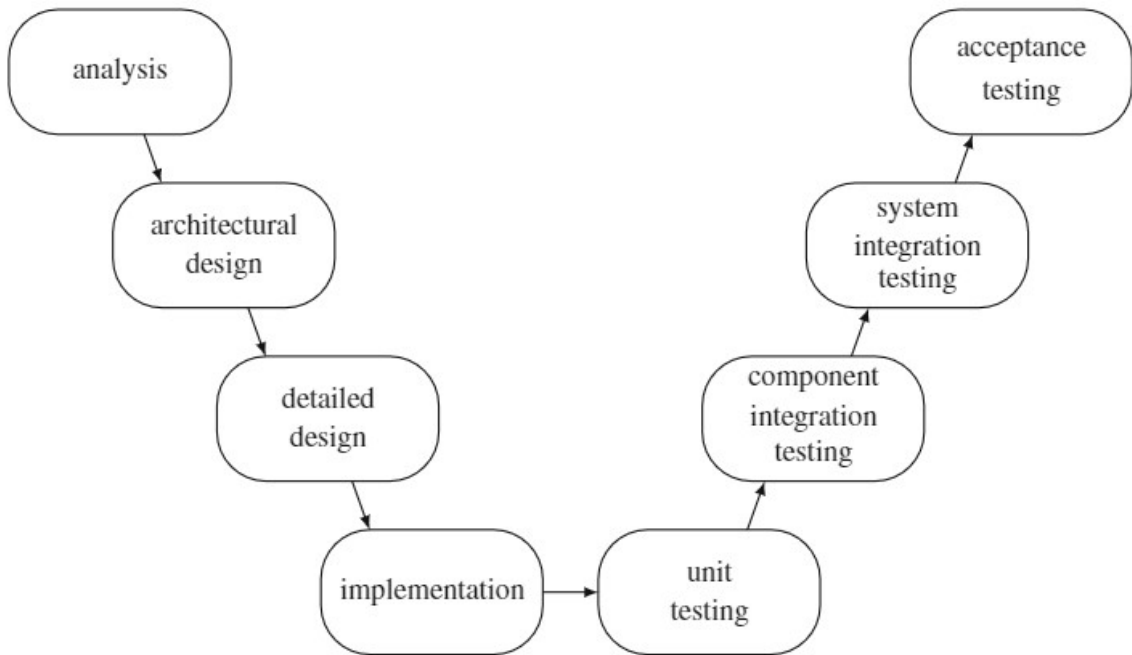 analysis
architectural
design
detailed
design
implementation
unit
testing
component
integration
testing
system
integration
testing
acceptance
testing